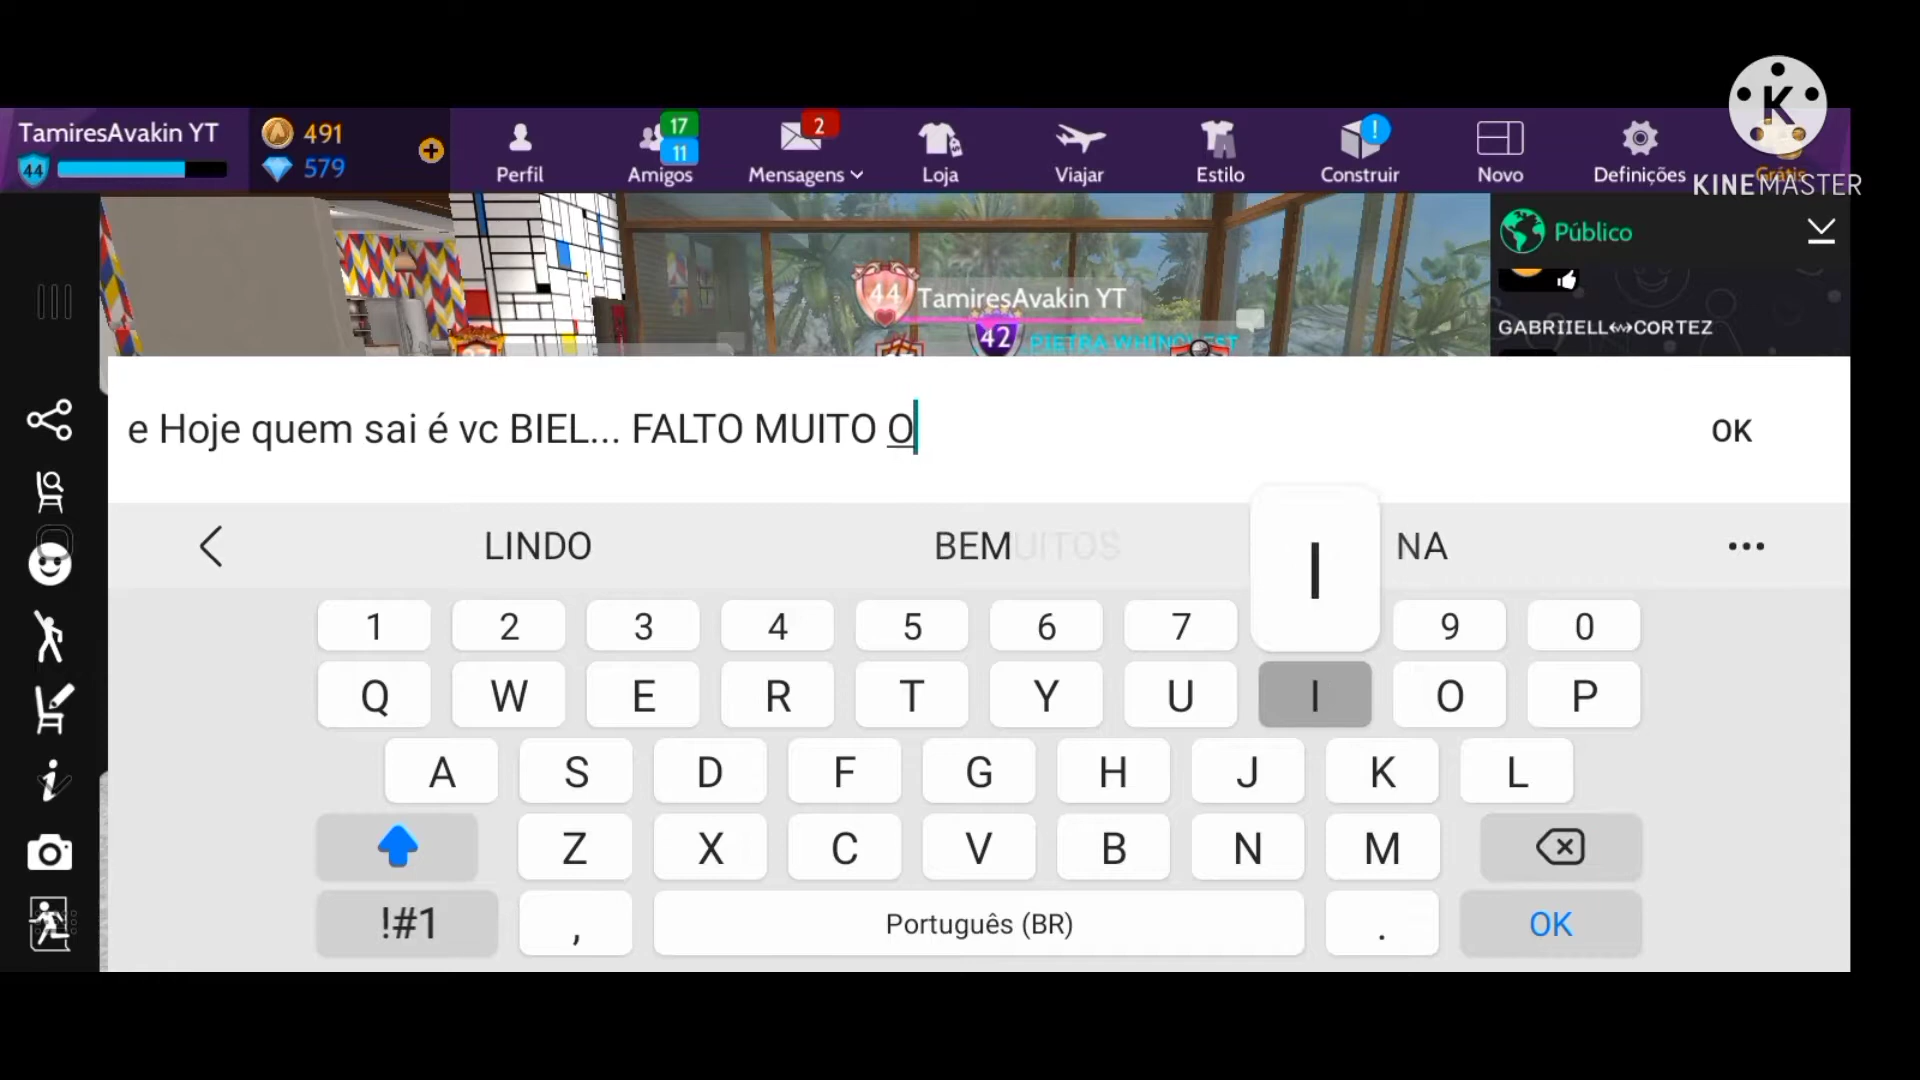 TamiresAvakin YT
44
491
579
Perfil
17
11
Amigos
2
Mensagens
Loja
Viajar
Estilo
!
Construir
Novo
Definições
Grátis
K
KINEMASTER
Público
44 TamiresAvakin YT
GABRIIELL↭CORTEZ
42
e Hoje quem sai é vc BIEL... FALTO MUITO O
OK
LINDO
BEM
UITOS
NA
I
1 2 3 4 5 6 7 9 0
Q W E R T Y U I O P
A S D F G H J K L
Z X C V B N M
!#1 , Português (BR) . OK